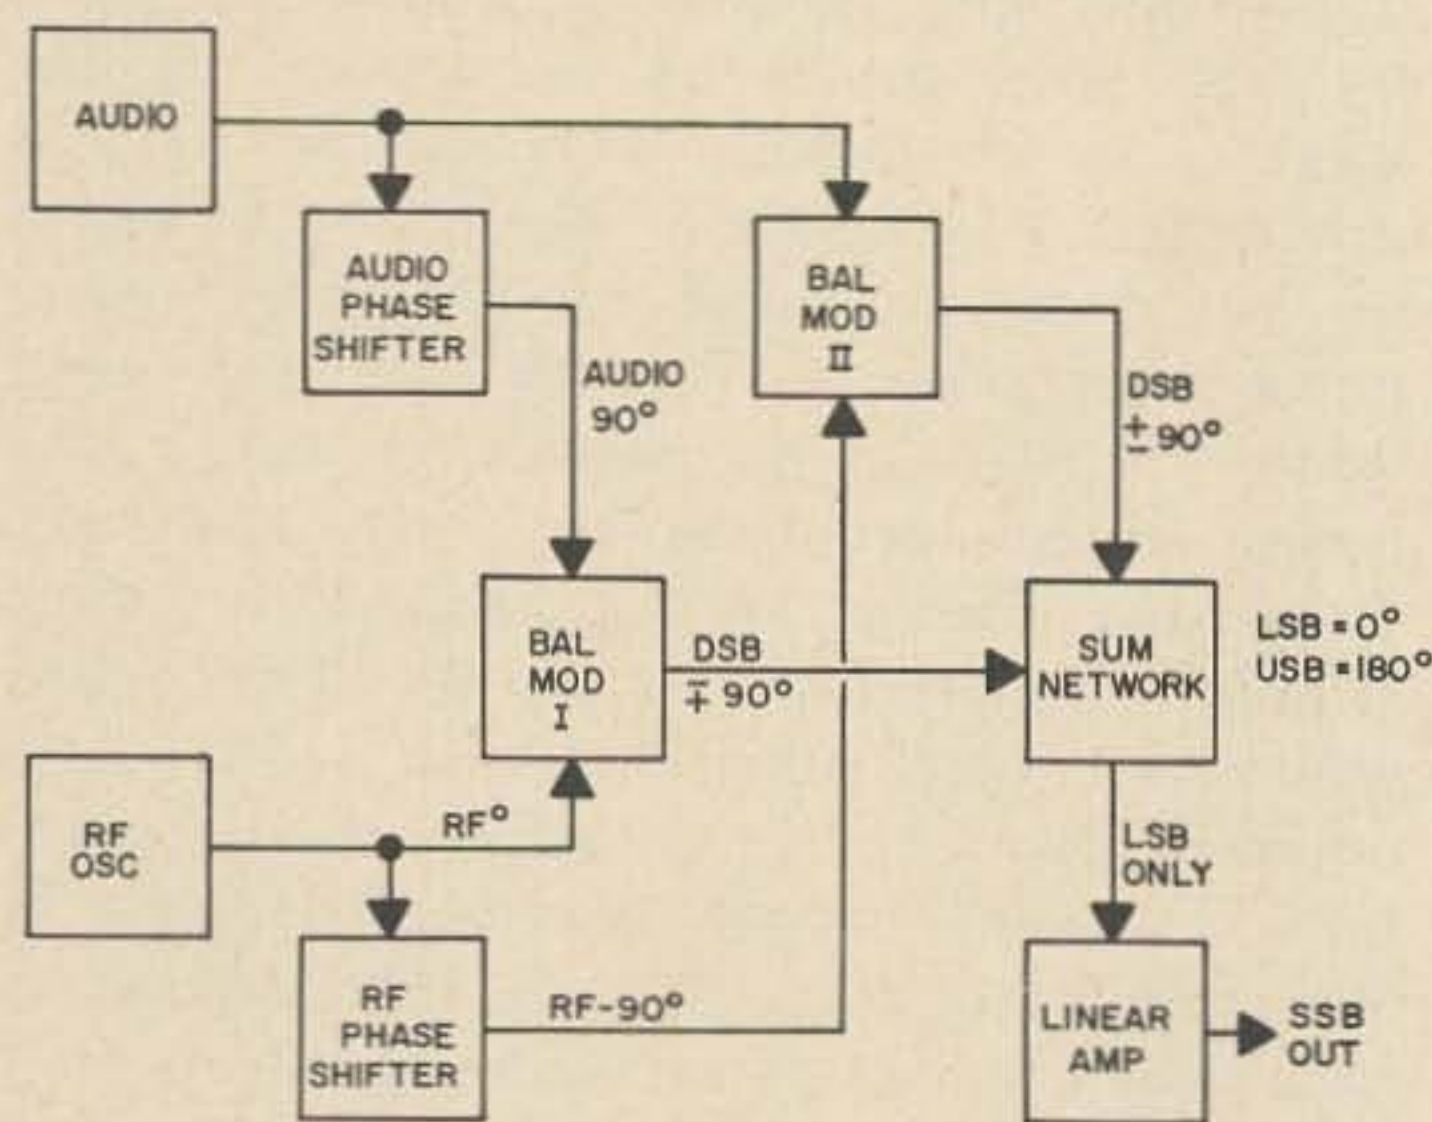 AUDIO
AUDIO
PHASE
SHIFTER
BAL
MOD
II
AUDIO
90°
DSB
±90°
BAL
MOD
I
DSB
∓ 90°
SUM
NETWORK
LSB = 0°
USB = 180°
RF
OSC
RF°
LSB
ONLY
RF
PHASE
SHIFTER
RF-90°
LINEAR
AMP
SSB
OUT